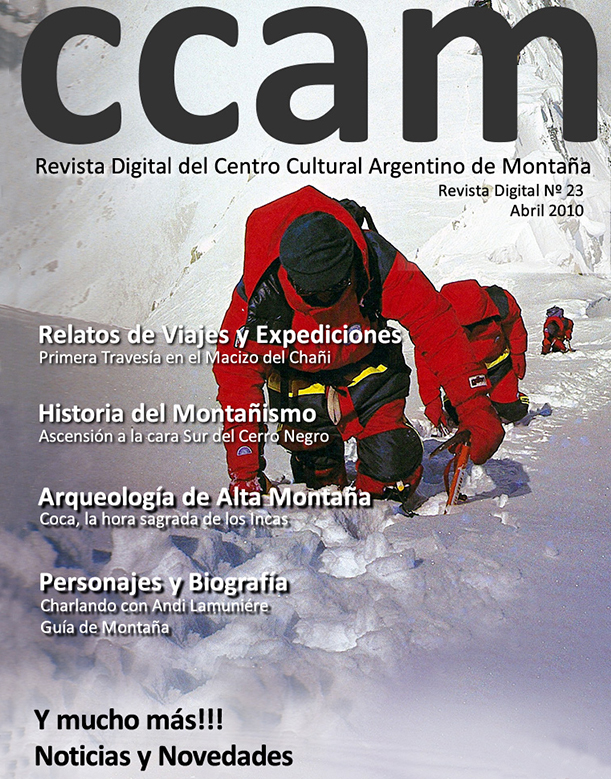 ccam
Revista Digital del Centro Cultural Argentino de Montaña
Revista Digital Nº 23
Abril 2010
Relatos de Viajes y Expediciones
Primera Travesía en el Macizo del Chañi
Historia del Montañismo
Ascensión a la cara Sur del Cerro Negro
Arqueología de Alta Montaña
Coca, la hora sagrada de los Incas
Personajes y Biografía
Charlando con Andi Lamuniére
Guía de Montaña
Y mucho más!!!
Noticias y Novedades